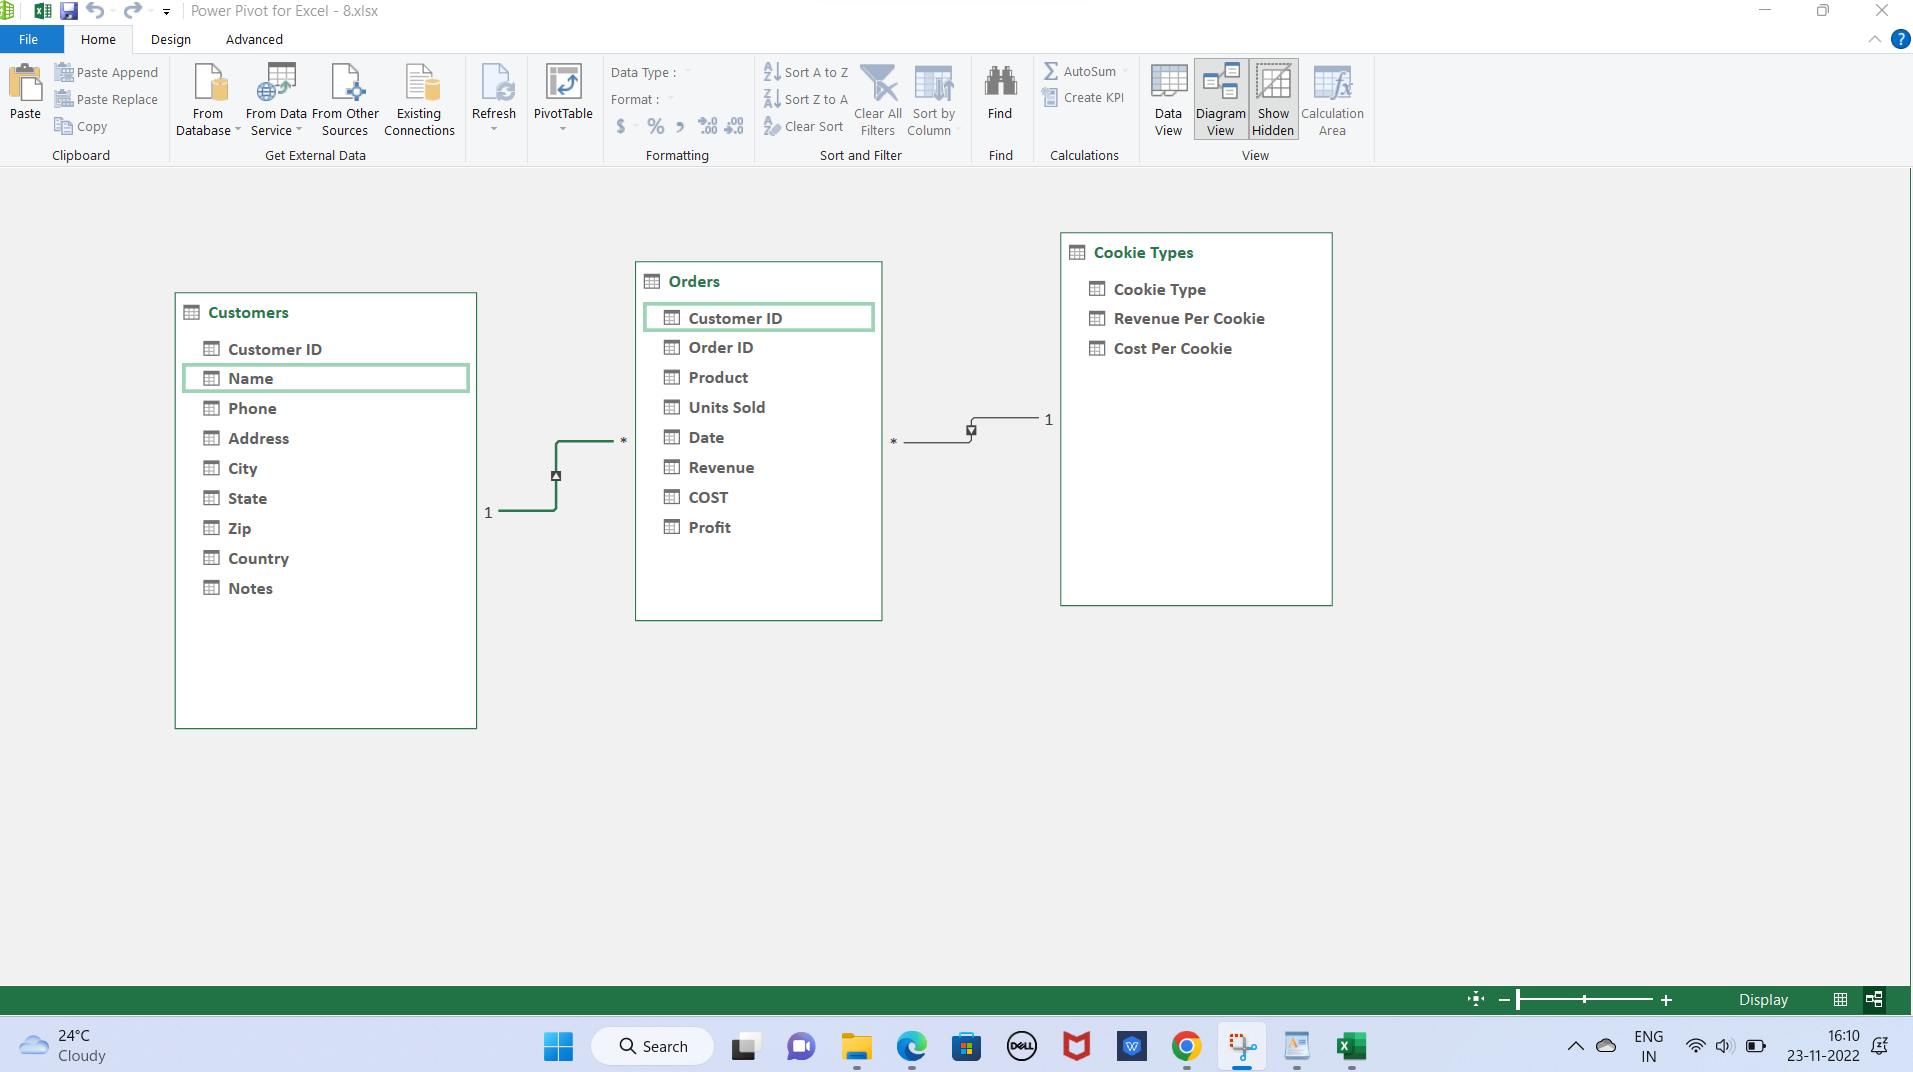 Power Pivot for Excel - 8.xlsx
File Home Design Advanced
?
Paste
Paste Append
Paste Replace
Copy
Clipboard
From Database
From Data Service
From Other Sources
Existing Connections
Get External Data
Refresh
PivotTable
Data Type :
Format :
$ % , .00 .00
Formatting
Sort A to Z
Sort Z to A
Clear Sort
Clear All Filters
Sort by Column
Sort and Filter
Find
Find
AutoSum
Create KPI
Calculations
Data View
Diagram View
Show Hidden
Calculation Area
View
Customers
Customer ID
Name
Phone
Address
City
State
Zip
Country
Notes
1
*
Orders
Customer ID
Order ID
Product
Units Sold
Date
Revenue
COST
Profit
*
1
Cookie Types
Cookie Type
Revenue Per Cookie
Cost Per Cookie
Display
24°C
Cloudy
Search
DELL
ENG
IN
16:10
23-11-2022